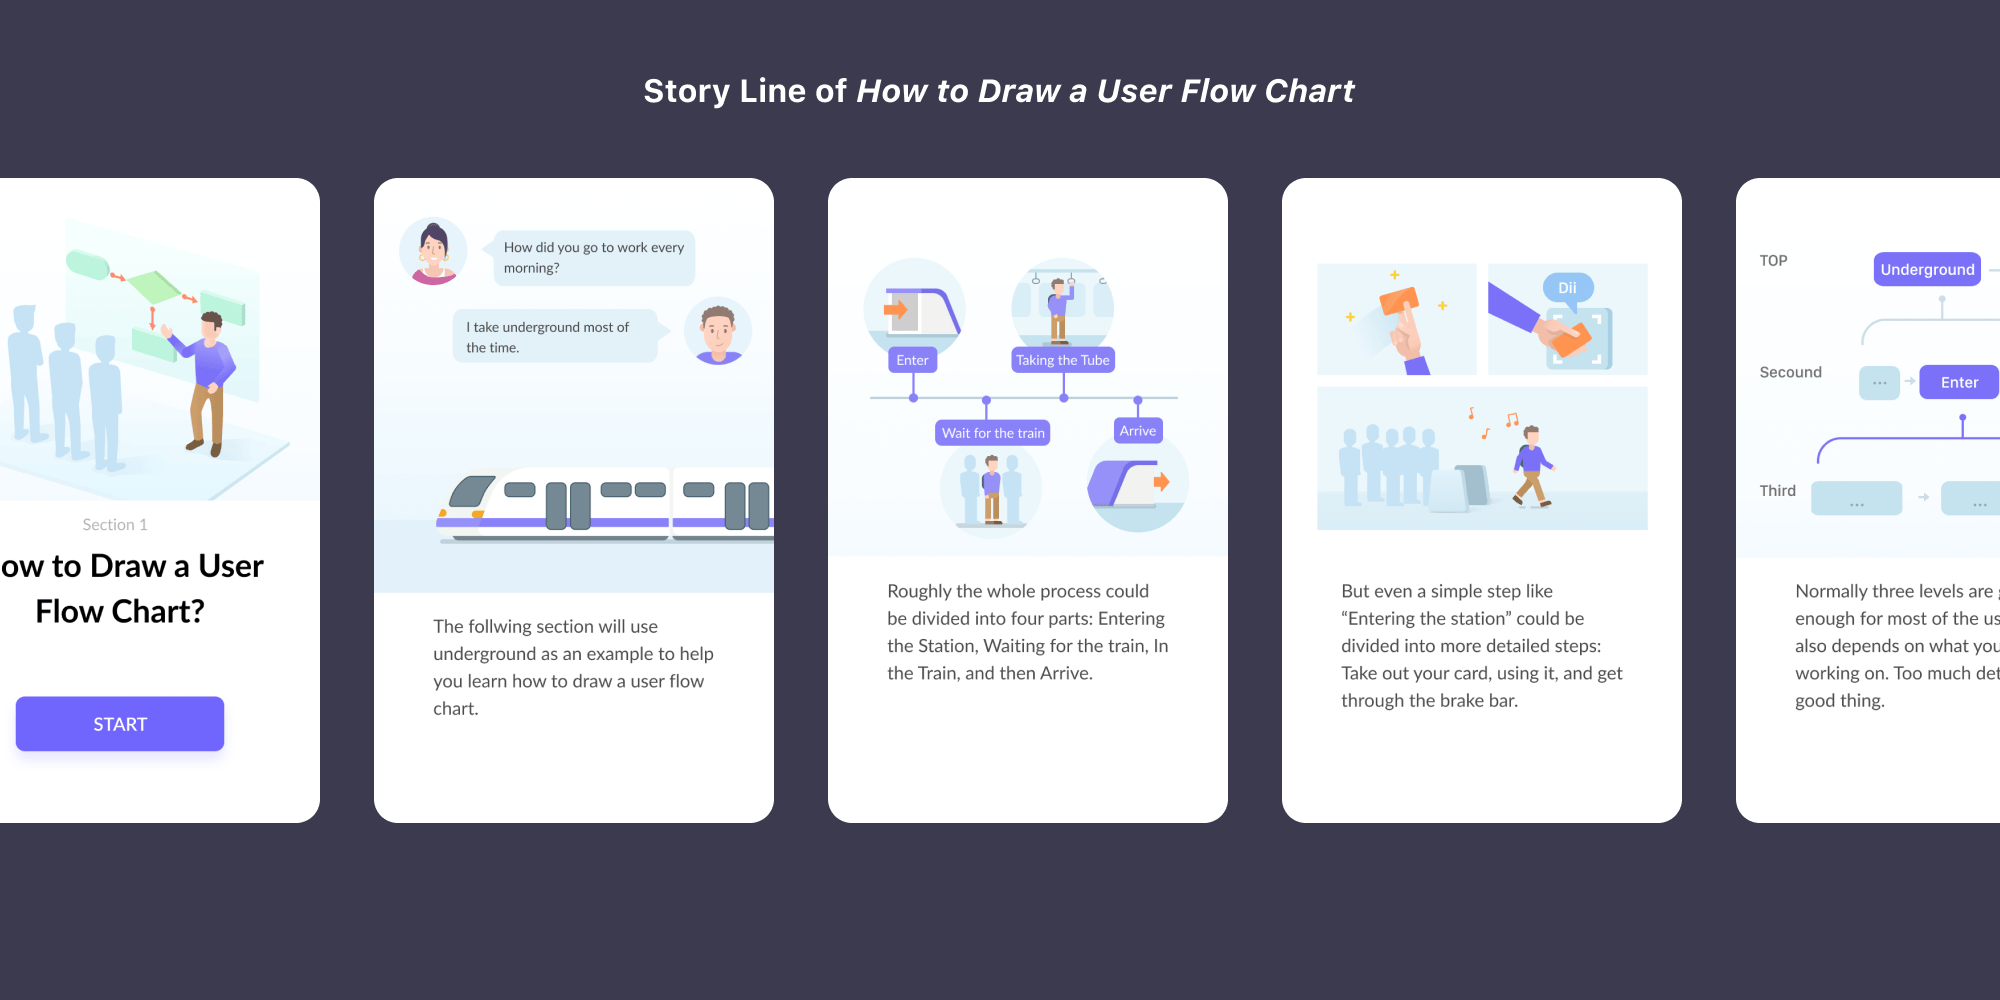 Story Line of How to Draw a User Flow Chart
Section 1
ow to Draw a User
Flow Chart?
START
How did you go to work every
morning?
I take underground most of
the time.
The follwing section will use
underground as an example to help
you learn how to draw a user flow
chart.
Enter
Taking the Tube
Wait for the train
Arrive
Roughly the whole process could
be divided into four parts: Entering
the Station, Waiting for the train, In
the Train, and then Arrive.
Dii
But even a simple step like
“Entering the station” could be
divided into more detailed steps:
Take out your card, using it, and get
through the brake bar.
TOP
Underground
Secound
...
Enter
Third
...
...
Normally three levels are
enough for most of the us
also depends on what you
working on. Too much det
good thing.